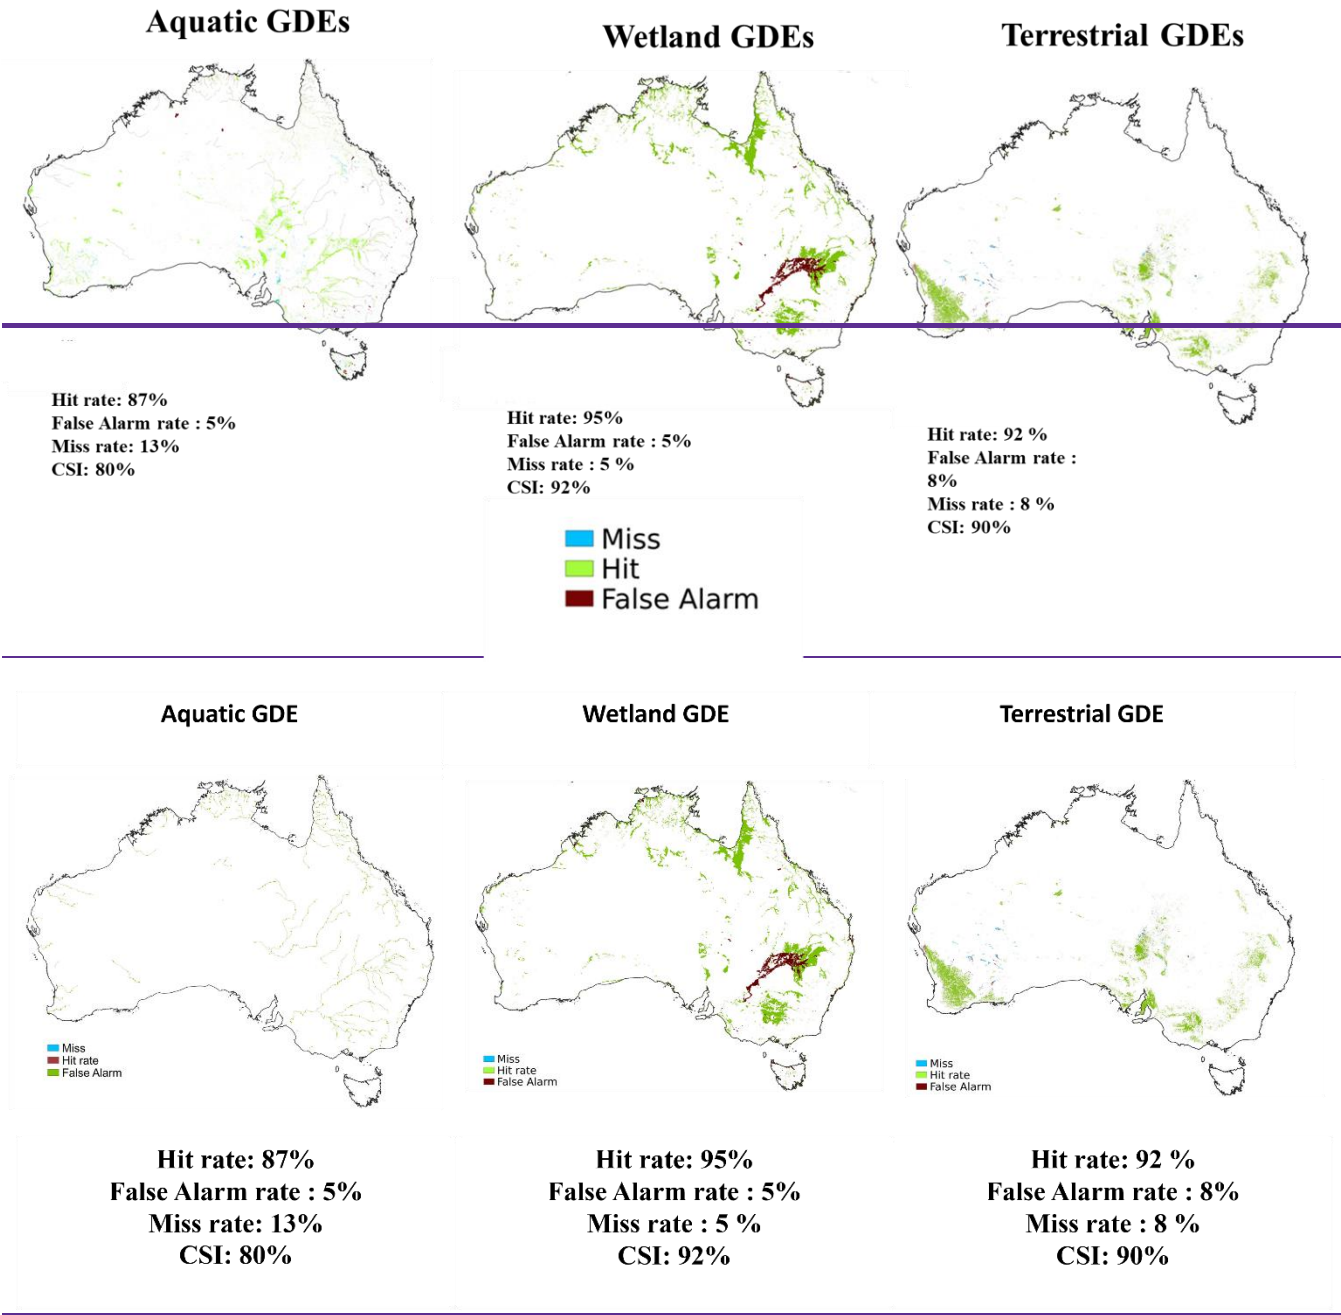 Aquatic GDEs
Wetland GDEs
Terrestrial GDEs
Hit rate: 87%
False Alarm rate : 5%
Miss rate: 13%
CSI: 80%
Hit rate: 95%
False Alarm rate : 5%
Miss rate : 5 %
CSI: 92%
Hit rate: 92 %
False Alarm rate :
8%
Miss rate : 8 %
CSI: 90%
Miss
Hit
False Alarm
Aquatic GDE
Wetland GDE
Terrestrial GDE
Miss
Hit rate
False Alarm
Miss
Hit rate
False Alarm
Miss
Hit rate
False Alarm
Hit rate: 87%
False Alarm rate : 5%
Miss rate: 13%
CSI: 80%
Hit rate: 95%
False Alarm rate : 5%
Miss rate : 5 %
CSI: 92%
Hit rate: 92 %
False Alarm rate : 8%
Miss rate : 8 %
CSI: 90%